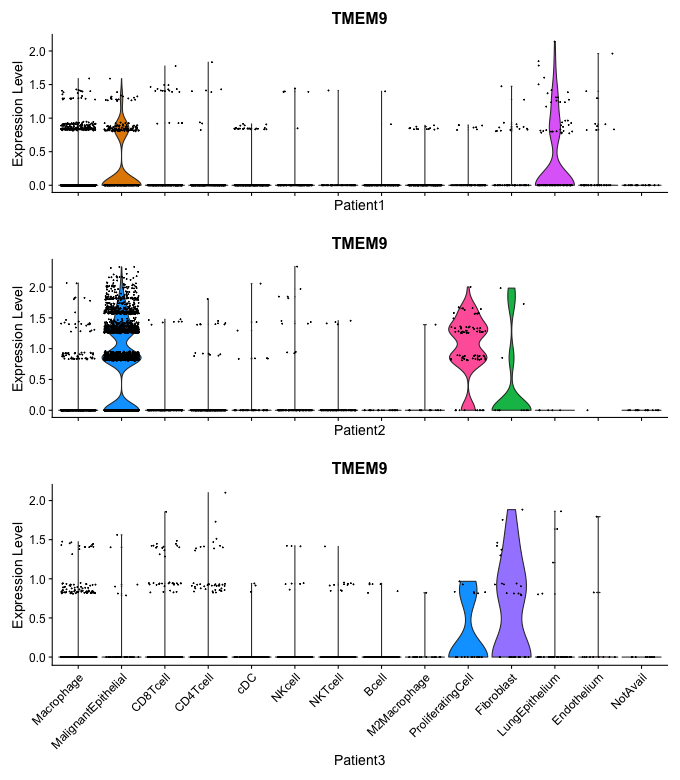 TMEM9
Expression Level
2.0
1.5
1.0
0.5
0.0
Patient1
TMEM9
Expression Level
2.0
1.5
1.0
0.5
0.0
Patient2
TMEM9
Expression Level
2.0
1.5
1.0
0.5
0.0
Macrophage
MalignantEpithelial
CD8Tcell
CD4Tcell
cDC
NKcell
NKTcell
Bcell
M2Macrophage
ProliferatingCell
Fibroblast
LungEpithelium
Endothelium
NotAvail
Patient3